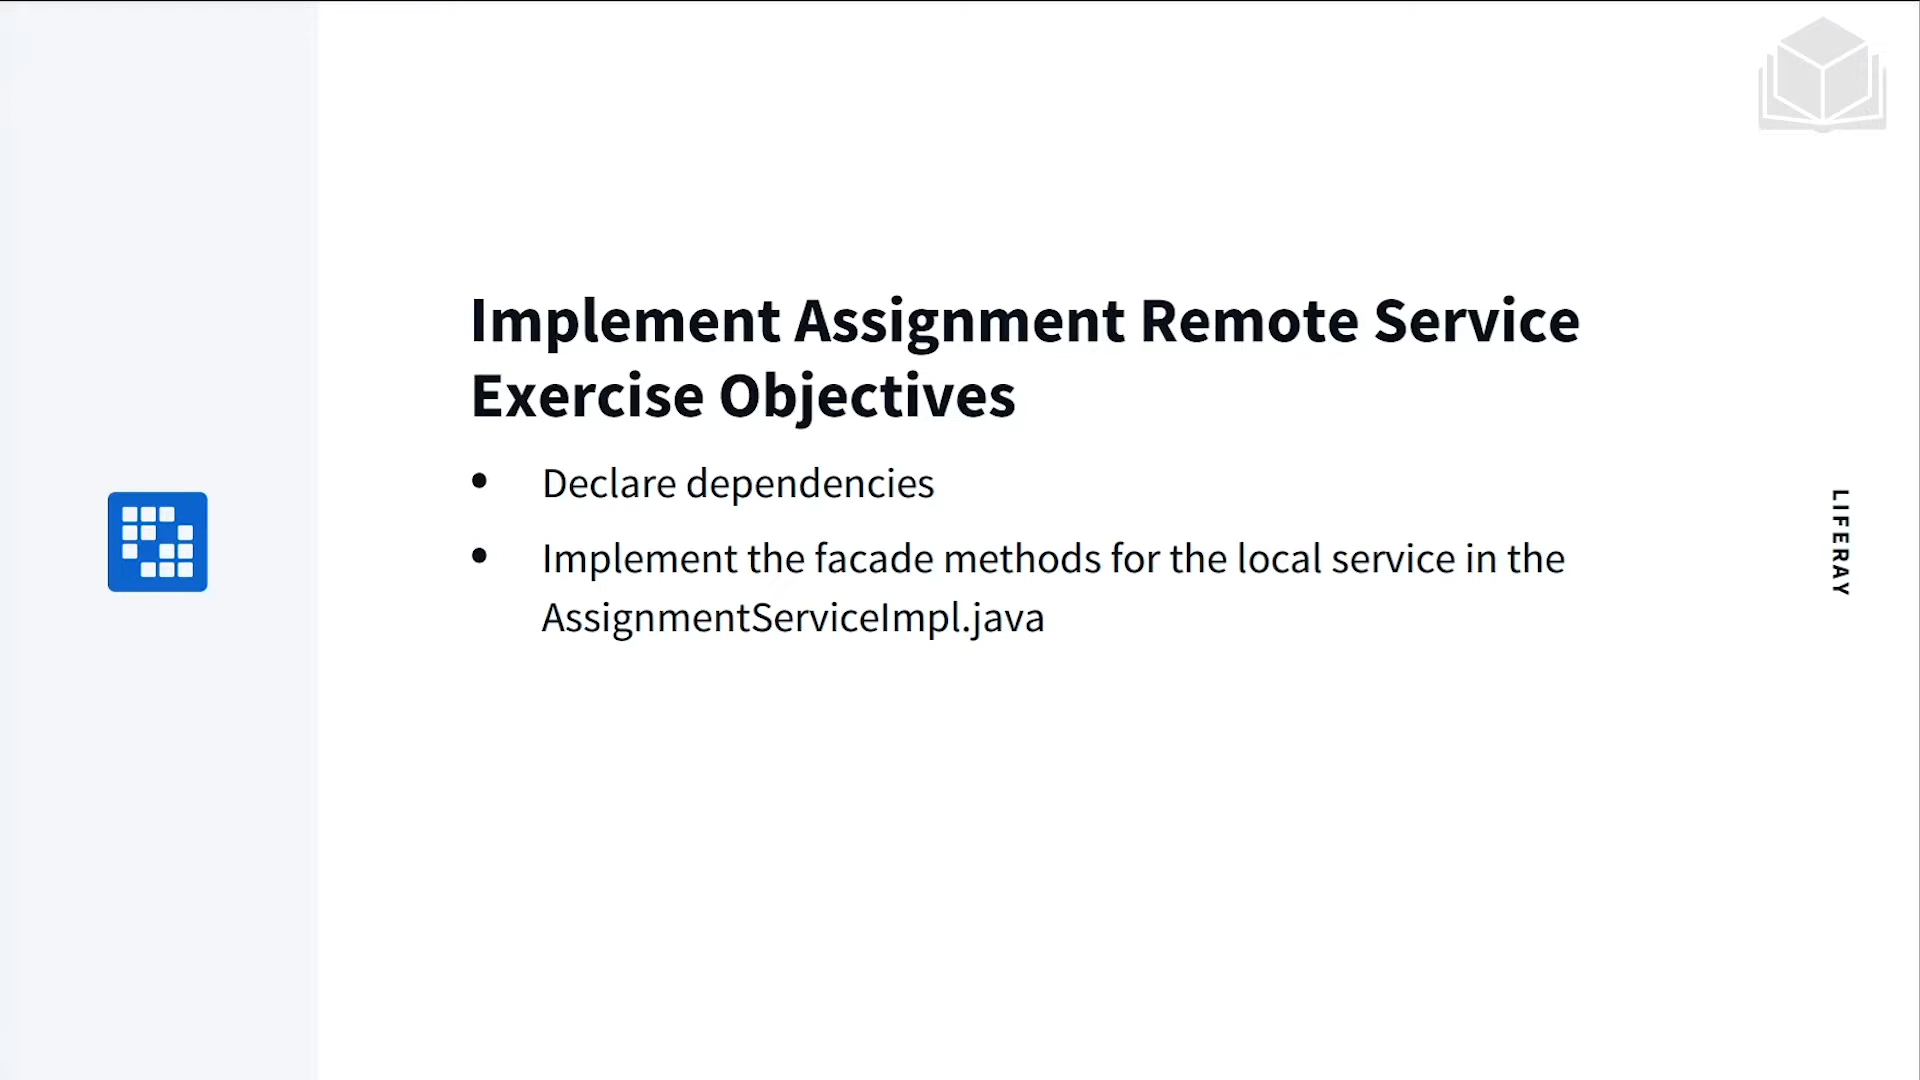 Implement Assignment Remote Service
Exercise Objectives
• Declare dependencies
• Implement the facade methods for the local service in the
AssignmentServiceImpl.java
LIFERAY